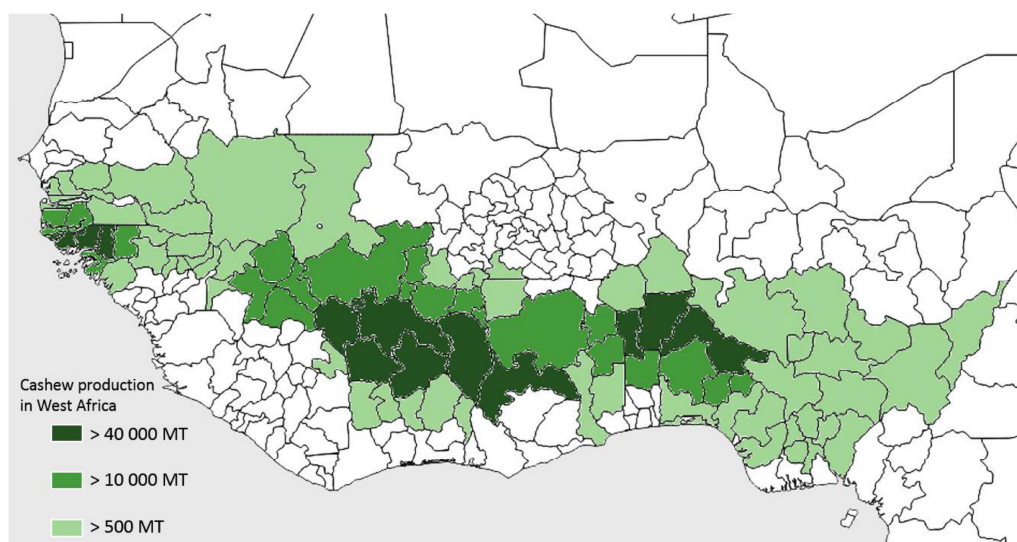 Cashew production
in West Africa
> 40 000 MT
> 10 000 MT
> 500 MT